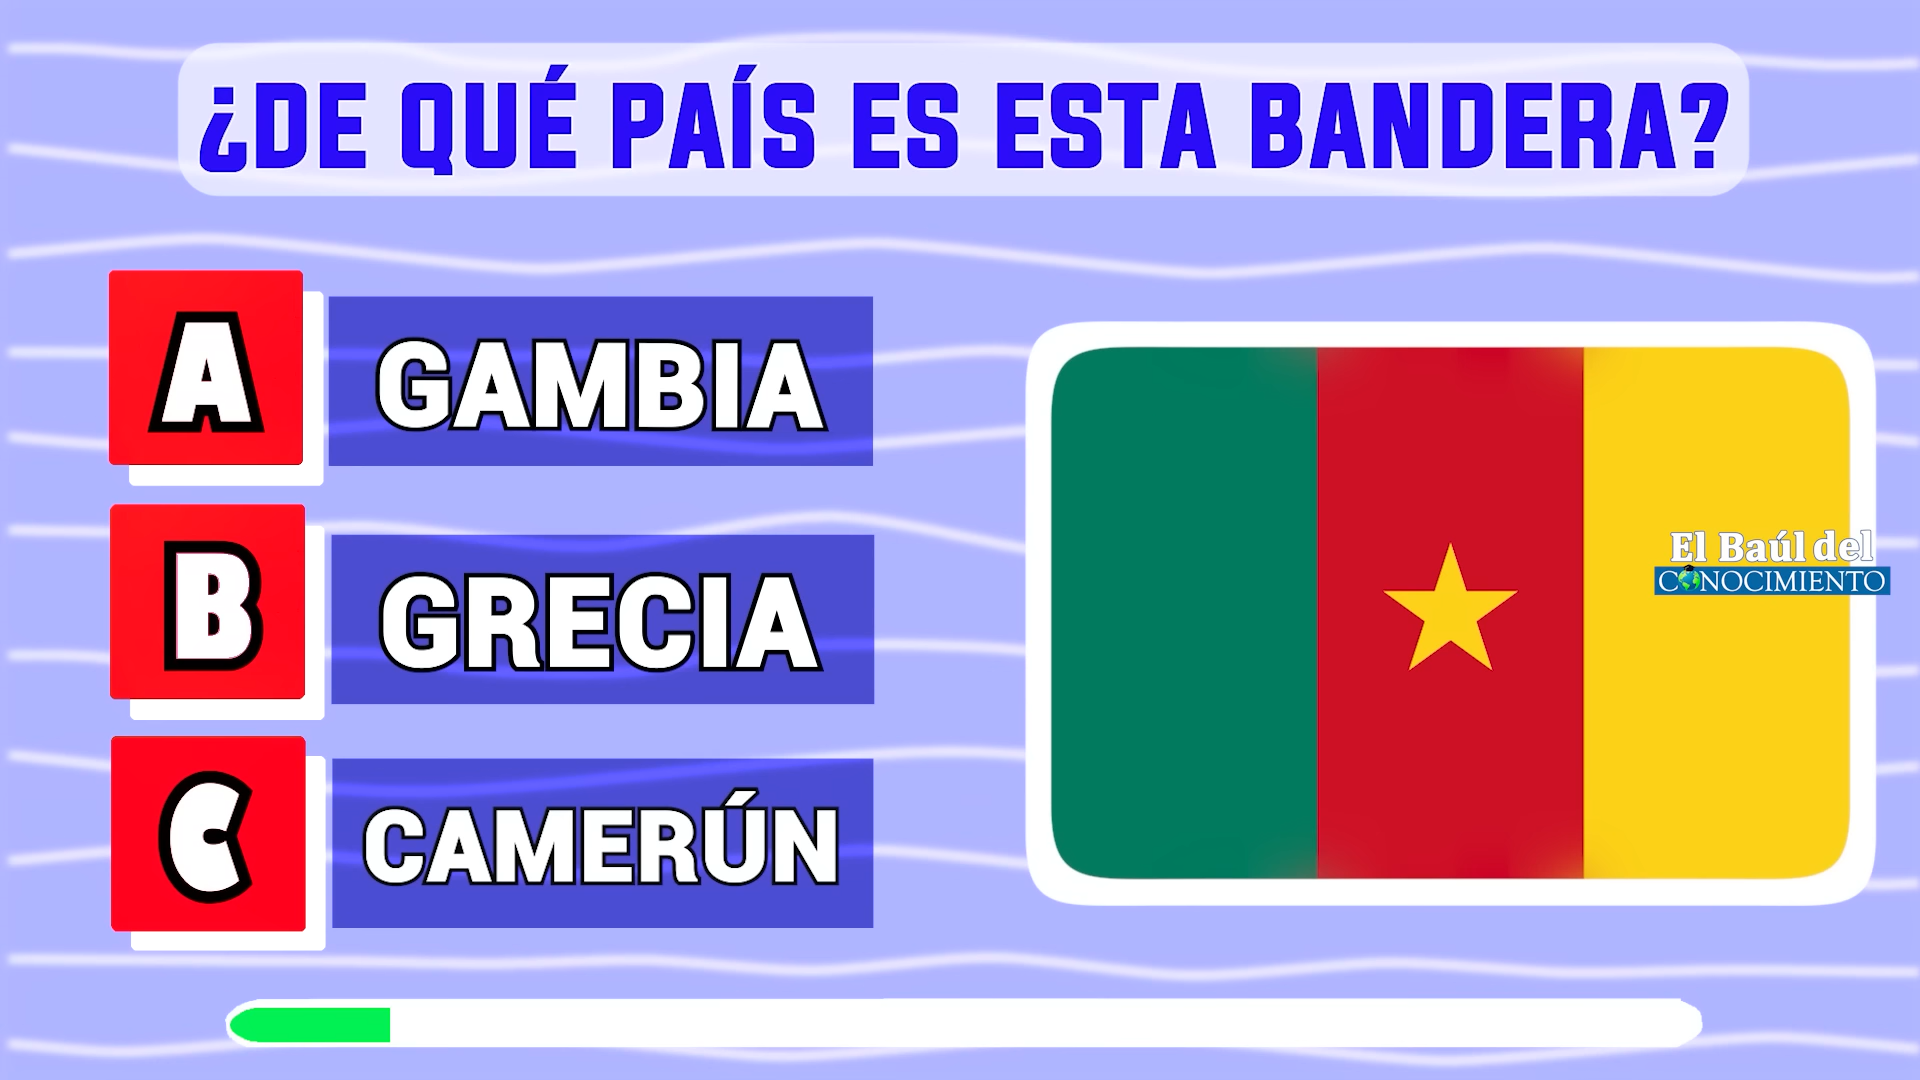 ¿DE QUÉ PAÍS ES ESTA BANDERA?
A
GAMBIA
B
GRECIA
C
CAMERÚN
El Baúl del
CONOCIMIENTO